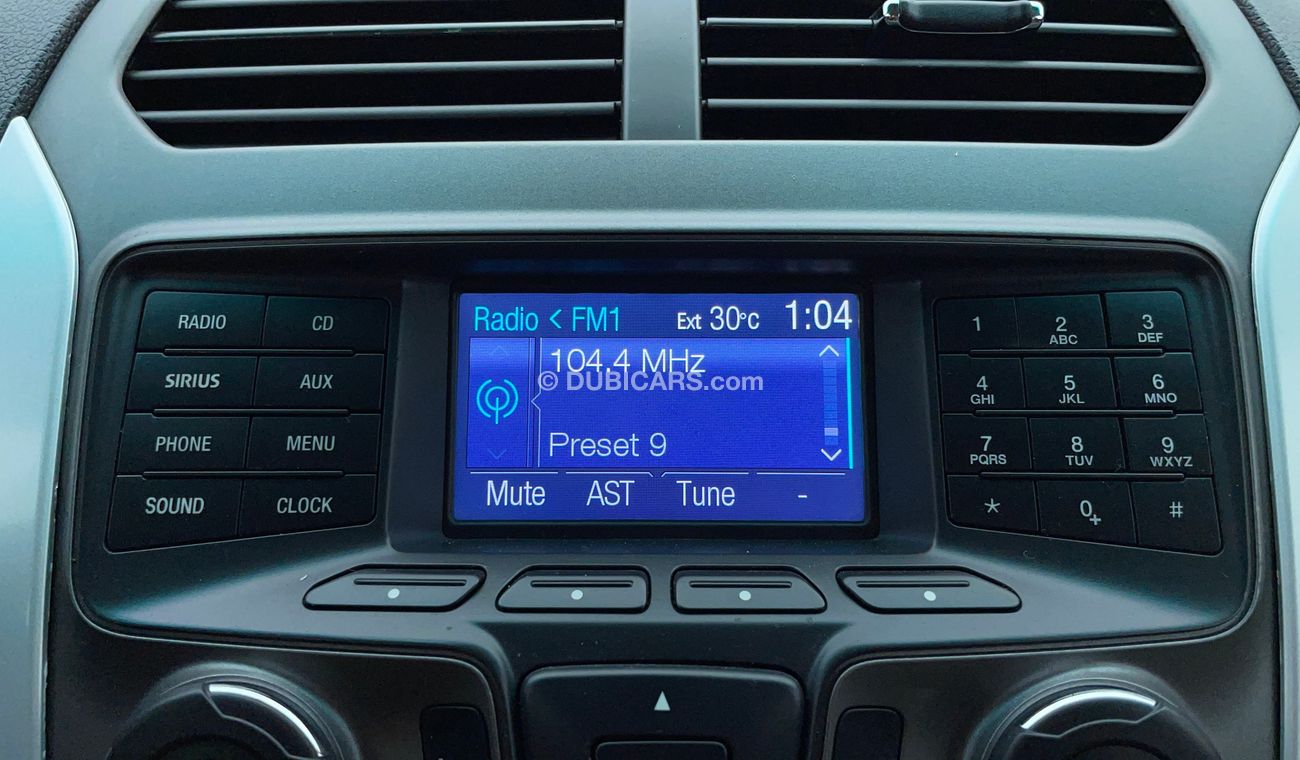 RADIO CD
SIRIUS AUX
PHONE MENU
SOUND CLOCK
Radio < FM1 Ext 30°C 1:04
104.4 MHz
© DUBICARS.com
Preset 9
Mute AST Tune -
1 2 ABC 3 DEF
4 GHI 5 JKL 6 MNO
7 PQRS 8 TUV 9 WXYZ
* 0+ #